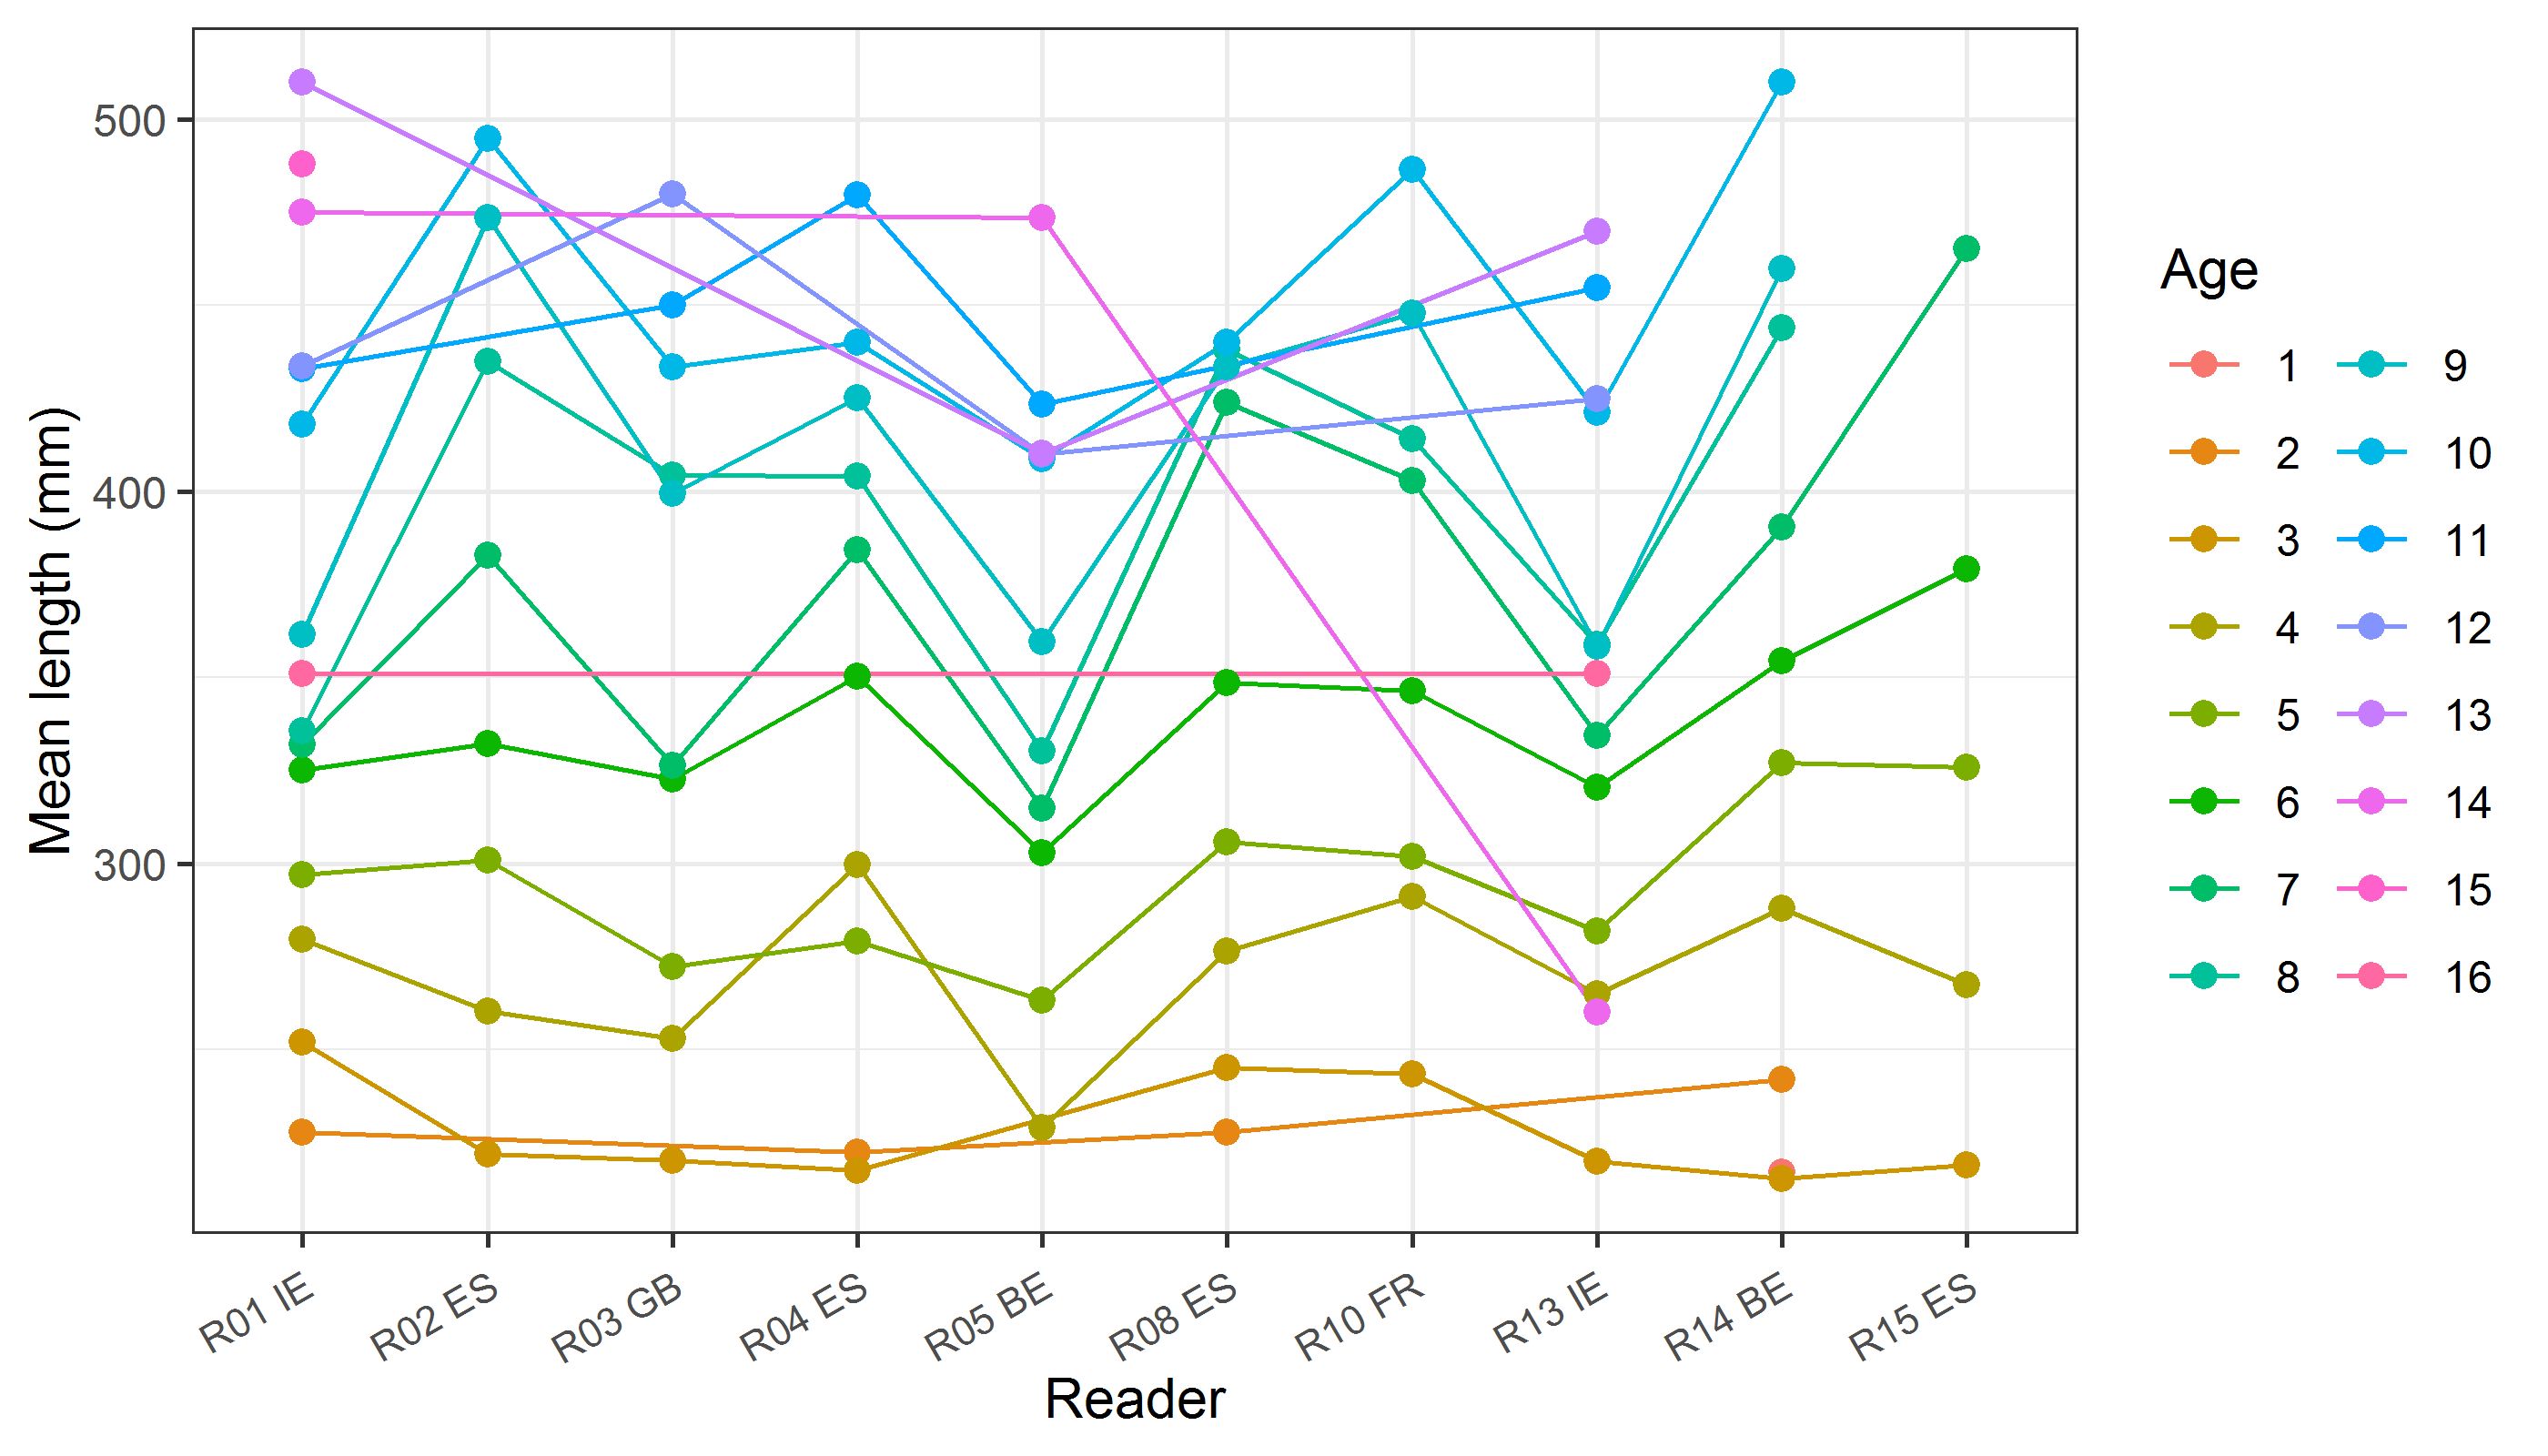 Mean length (mm)
500
400
300
R01 IE
R02 ES
R03 GB
R04 ES
R05 BE
R08 ES
R10 FR
R13 IE
R14 BE
R15 ES
Reader
Age
1 9
2 10
3 11
4 12
5 13
6 14
7 15
8 16